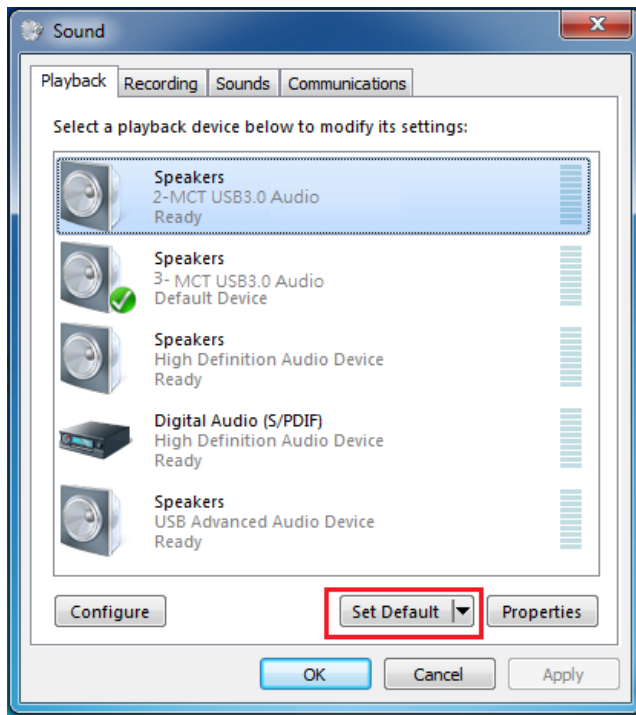 Sound
Playback Recording Sounds Communications
Select a playback device below to modify its settings:
Speakers
2-MCT USB3.0 Audio
Ready
Speakers
3- MCT USB3.0 Audio
Default Device
Speakers
High Definition Audio Device
Ready
Digital Audio (S/PDIF)
High Definition Audio Device
Ready
Speakers
USB Advanced Audio Device
Ready
Configure Set Default Properties
OK Cancel Apply